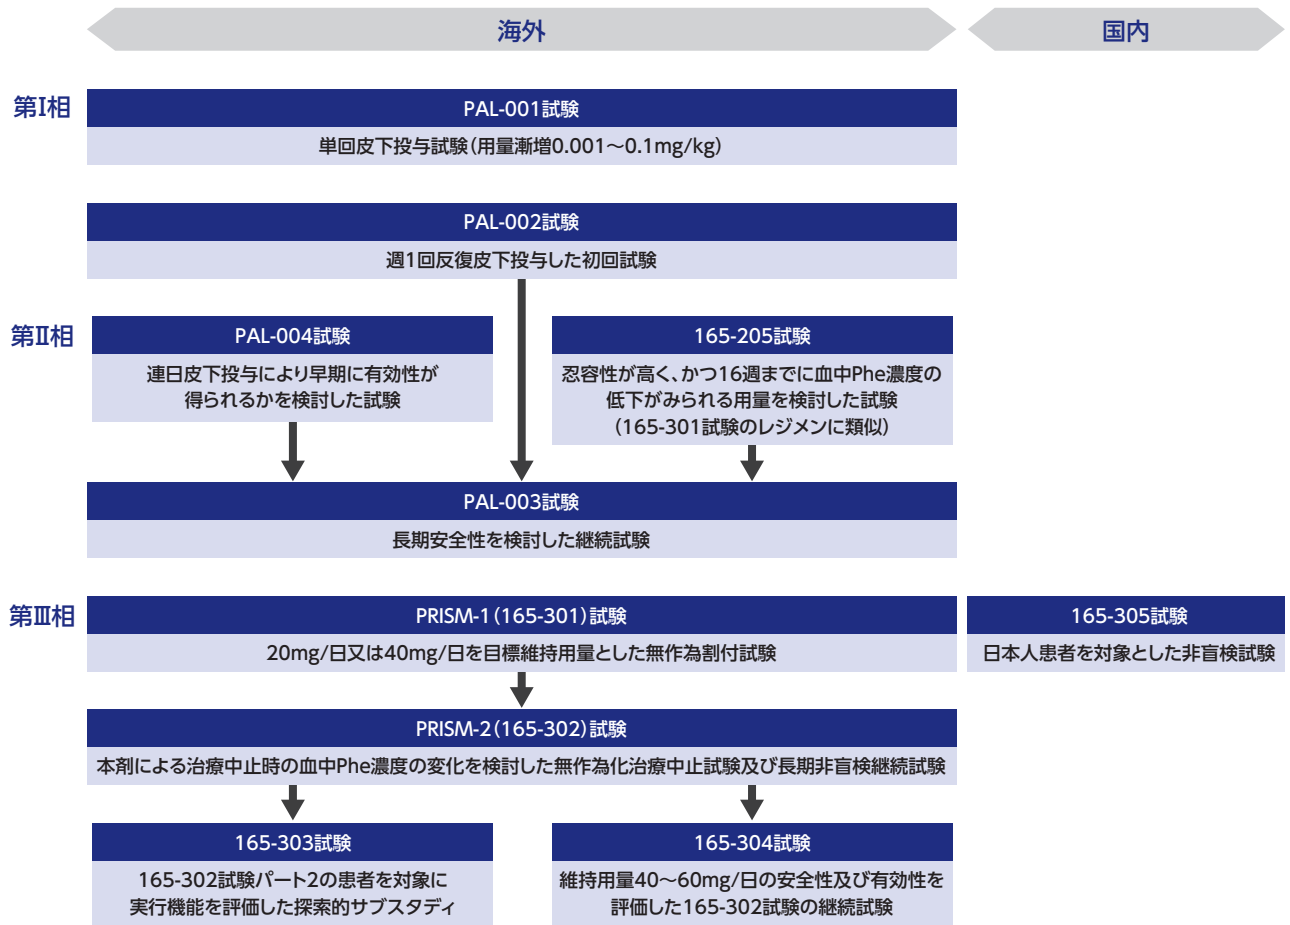 海外
国内
第Ⅰ相
PAL-001試験
単回皮下投与試験(用量漸増0.001～0.1mg/kg)
PAL-002試験
週1回反復皮下投与した初回試験
第Ⅱ相
PAL-004試験
連日皮下投与により早期に有効性が
得られるかを検討した試験
165-205試験
忍容性が高く、かつ16週までに血中Phe濃度の
低下がみられる用量を検討した試験
(165-301試験のレジメンに類似)
PAL-003試験
長期安全性を検討した継続試験
第Ⅲ相
PRISM-1(165-301)試験
20mg/日又は40mg/日を目標維持用量とした無作為割付試験
165-305試験
日本人患者を対象とした非盲検試験
PRISM-2(165-302)試験
本剤による治療中止時の血中Phe濃度の変化を検討した無作為化治療中止試験及び長期非盲検継続試験
165-303試験
165-302試験パート2の患者を対象に
実行機能を評価した探索的サブスタディ
165-304試験
維持用量40～60mg/日の安全性及び有効性を
評価した165-302試験の継続試験